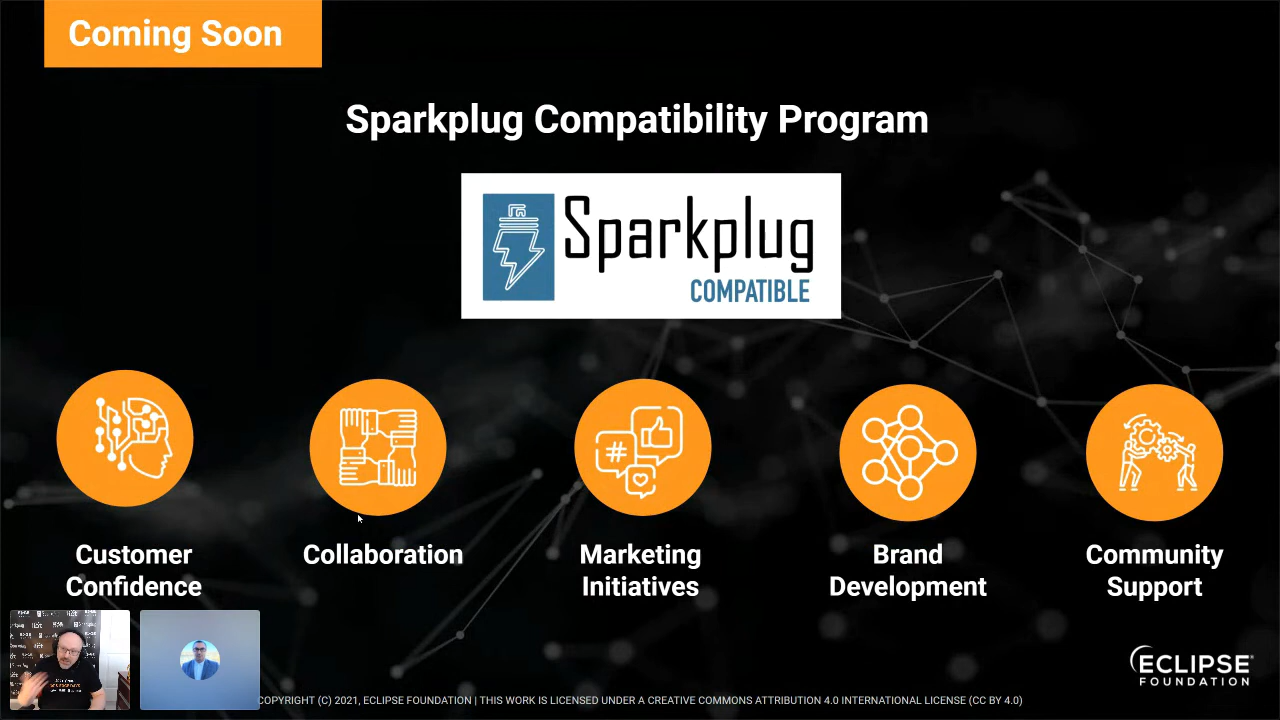 Coming Soon
Sparkplug Compatibility Program
Sparkplug
COMPATIBLE
#
Customer
Confidence
Collaboration
Marketing
Initiatives
Brand
Development
Community
Support
ECLIPSE®
FOUNDATION
COPYRIGHT (C) 2021, ECLIPSE FOUNDATION | THIS WORK IS LICENSED UNDER A CREATIVE COMMONS ATTRIBUTION 4.0 INTERNATIONAL LICENSE (CC BY 4.0)